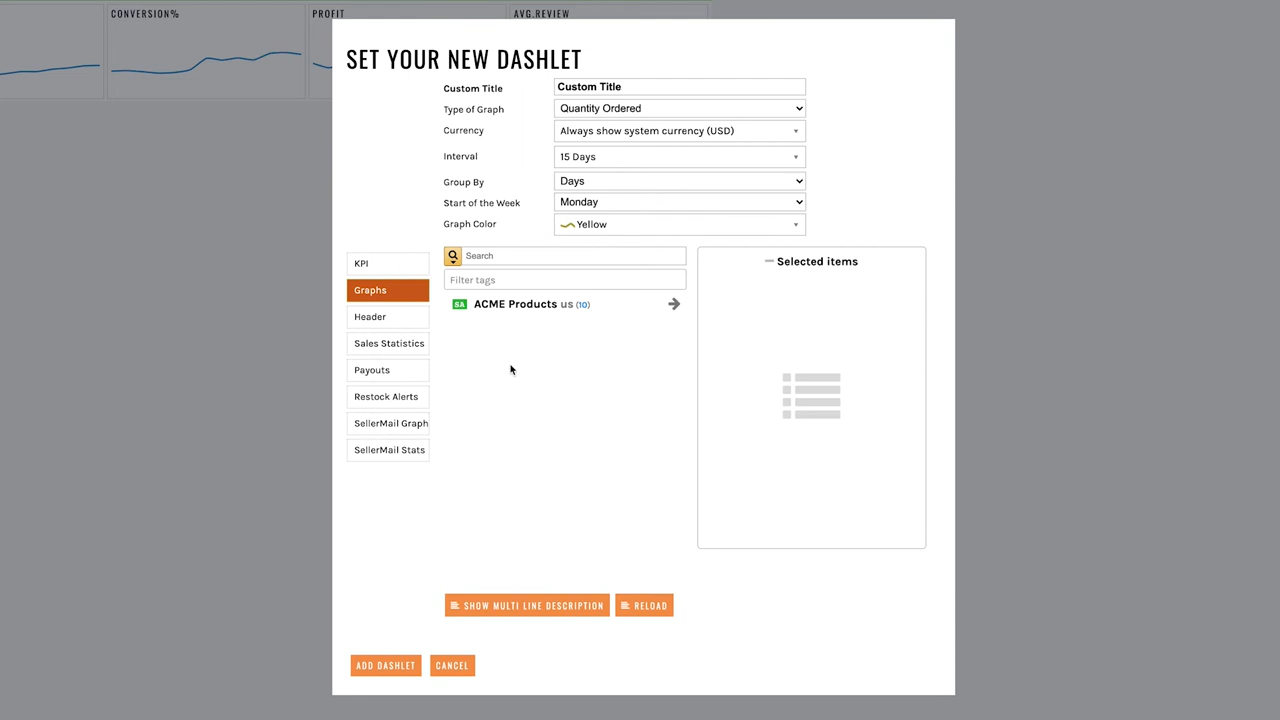 CONVERSION%
PROFIT
AVG.REVIEW
SET YOUR NEW DASHLET
Custom Title
Custom Title
Type of Graph
Quantity Ordered
Currency
Always show system currency (USD)
Interval
15 Days
Group By
Days
Start of the Week
Monday
Graph Color
Yellow
KPI
Graphs
Header
Sales Statistics
Payouts
Restock Alerts
SellerMail Graph
SellerMail Stats
Search
Filter tags
SA ACME Products us (10)
Selected items
SHOW MULTI LINE DESCRIPTION
RELOAD
ADD DASHLET
CANCEL